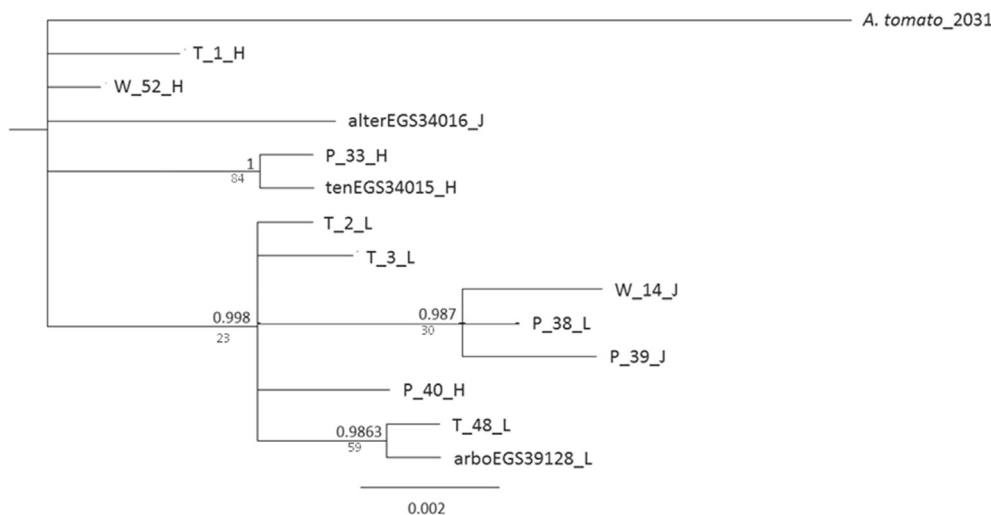 A. tomato_2031
T_1_H
W_52_H
alterEGS34016_J
P_33_H
1
84
tenEGS34015_H
T_2_L
T_3_L
W_14_J
0.987
30
P_38_L
0.998
23
P_39_J
P_40_H
T_48_L
0.9863
59
arboEGS39128_L
0.002